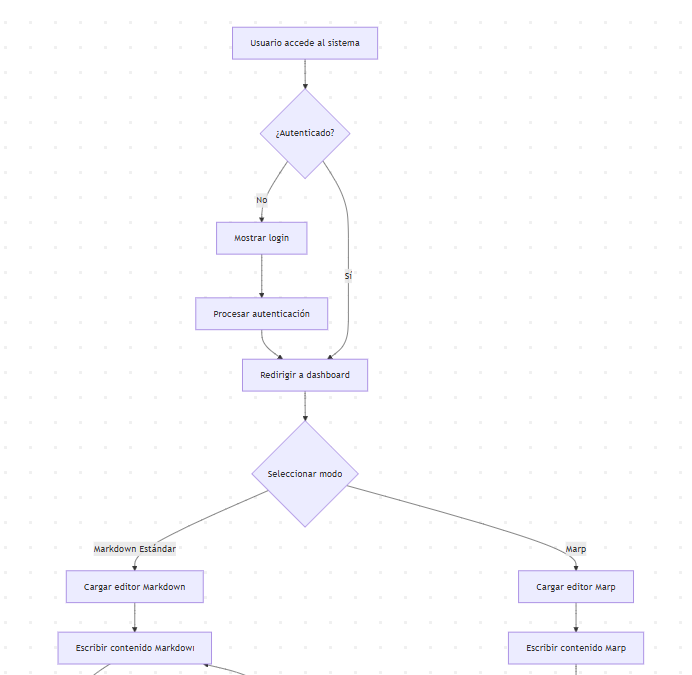 Usuario accede al sistema
¿Autenticado?
No
Mostrar login
Sí
Procesar autenticación
Redirigir a dashboard
Seleccionar modo
Markdown Estándar
Marp
Cargar editor Markdown
Cargar editor Marp
Escribir contenido Markdown
Escribir contenido Marp